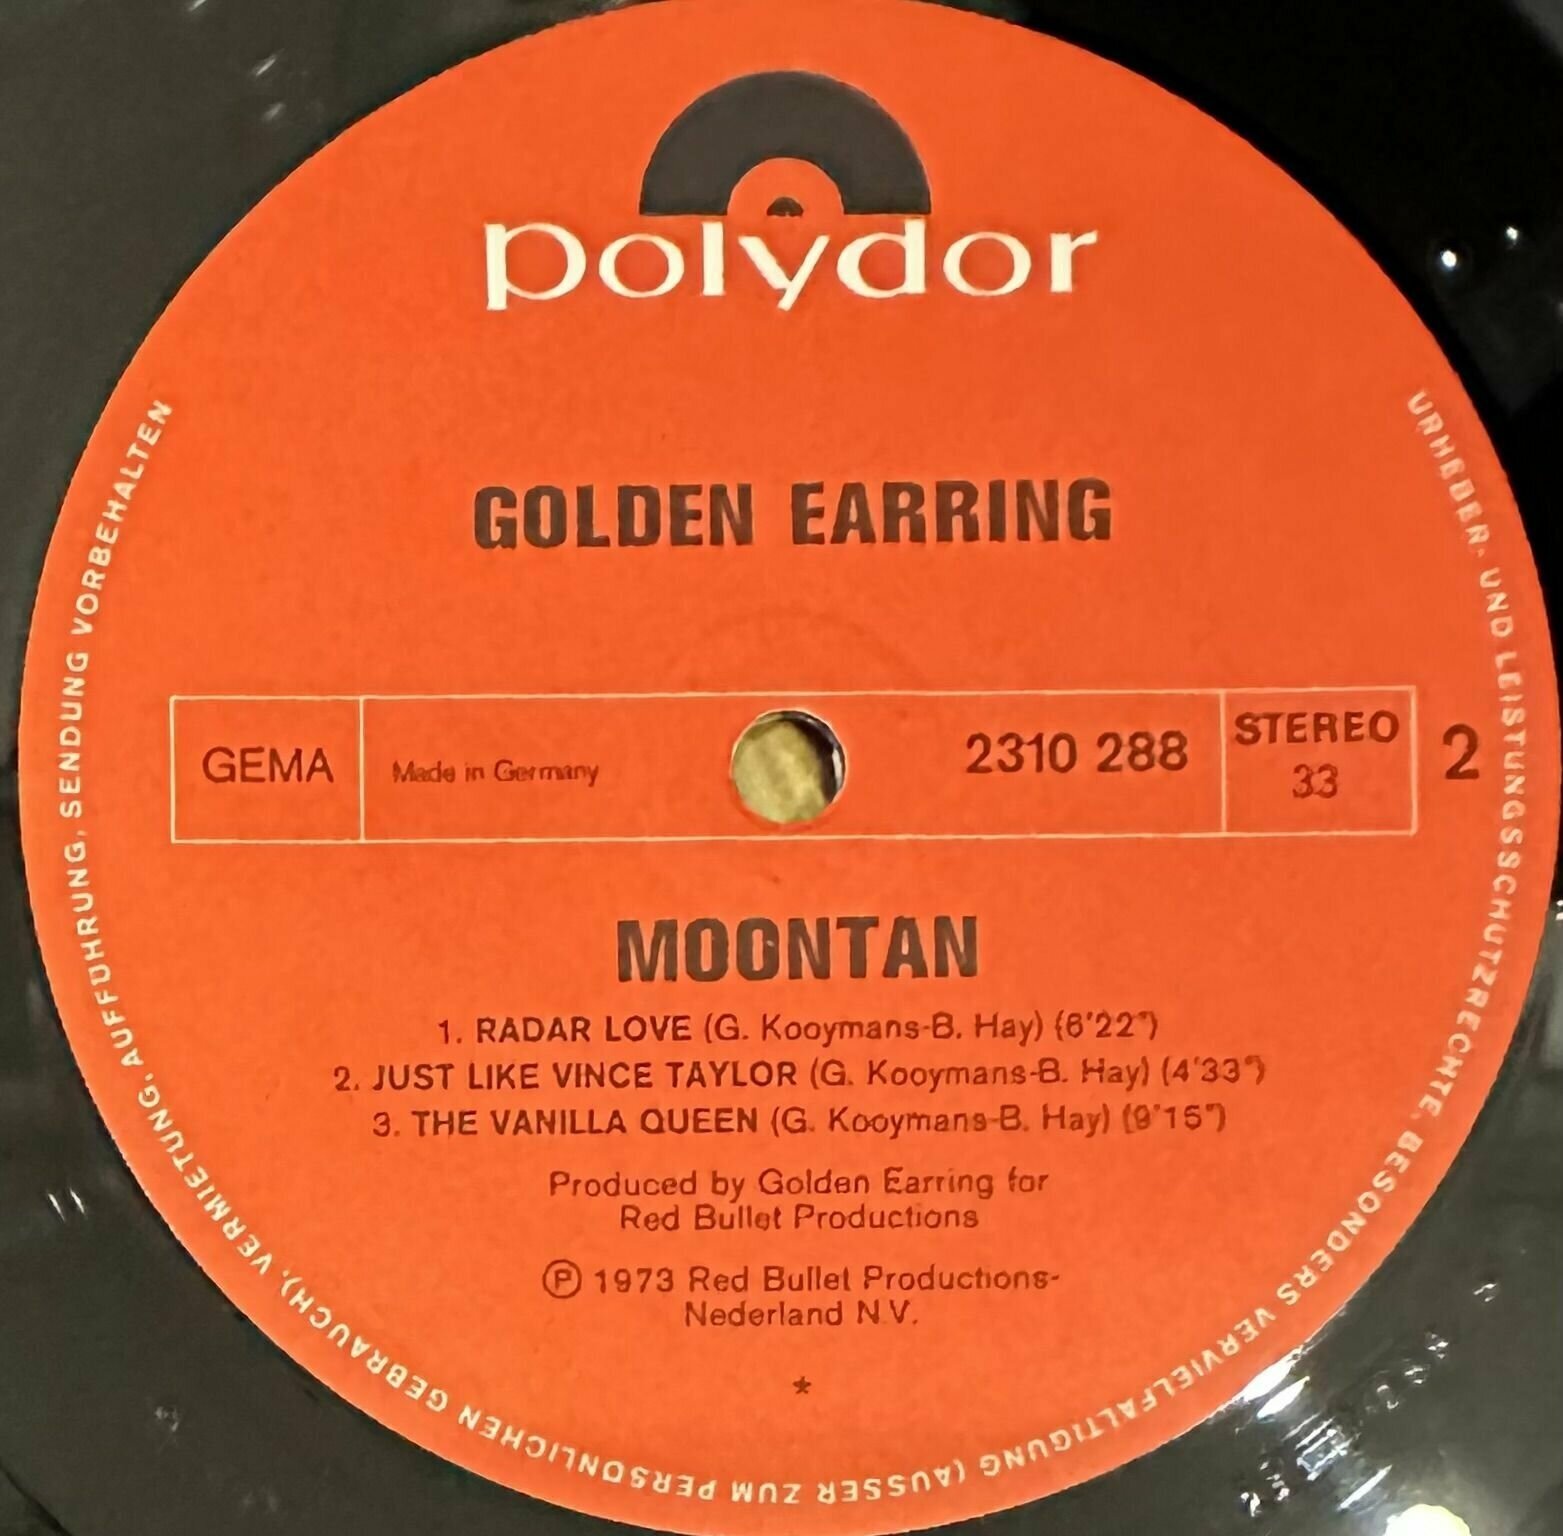 polydor
GOLDEN EARRING
GEMA
Made in Germany
2310 288
STEREO
33
2
MOONTAN
1. RADAR LOVE (G. Kooymans-B. Hay) (6'22")
2. JUST LIKE VINCE TAYLOR (G. Kooymans-B. Hay) (4'33")
3. THE VANILLA QUEEN (G. Kooymans-B. Hay) (9'15")
Produced by Golden Earring for
Red Bullet Productions
Ⓟ 1973 Red Bullet Productions-
Nederland N.V.
*
URHEBER- UND LEISTUNGSSCHUTZRECHTE, BESONDERS VERVIELFÄLTIGUNG (AUSSER ZUM PERSÖNLICHEN GEBRAUCH), VERMIETUNG, AUFFÜHRUNG, SENDUNG VORBEHALTEN